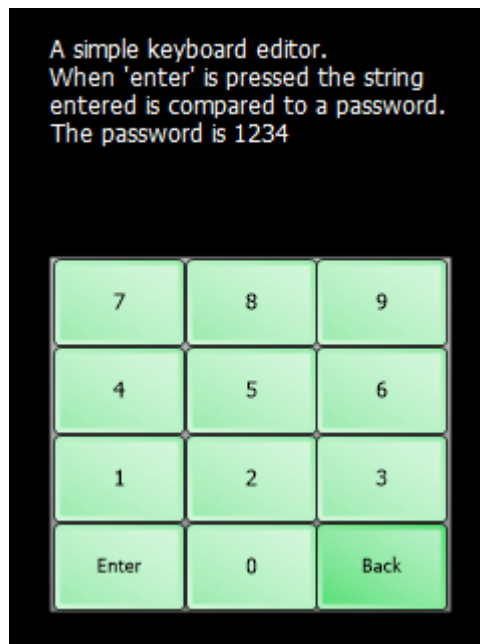 A simple keyboard editor.
When 'enter' is pressed the string
entered is compared to a password.
The password is 1234
7 8 9
4 5 6
1 2 3
Enter 0 Back